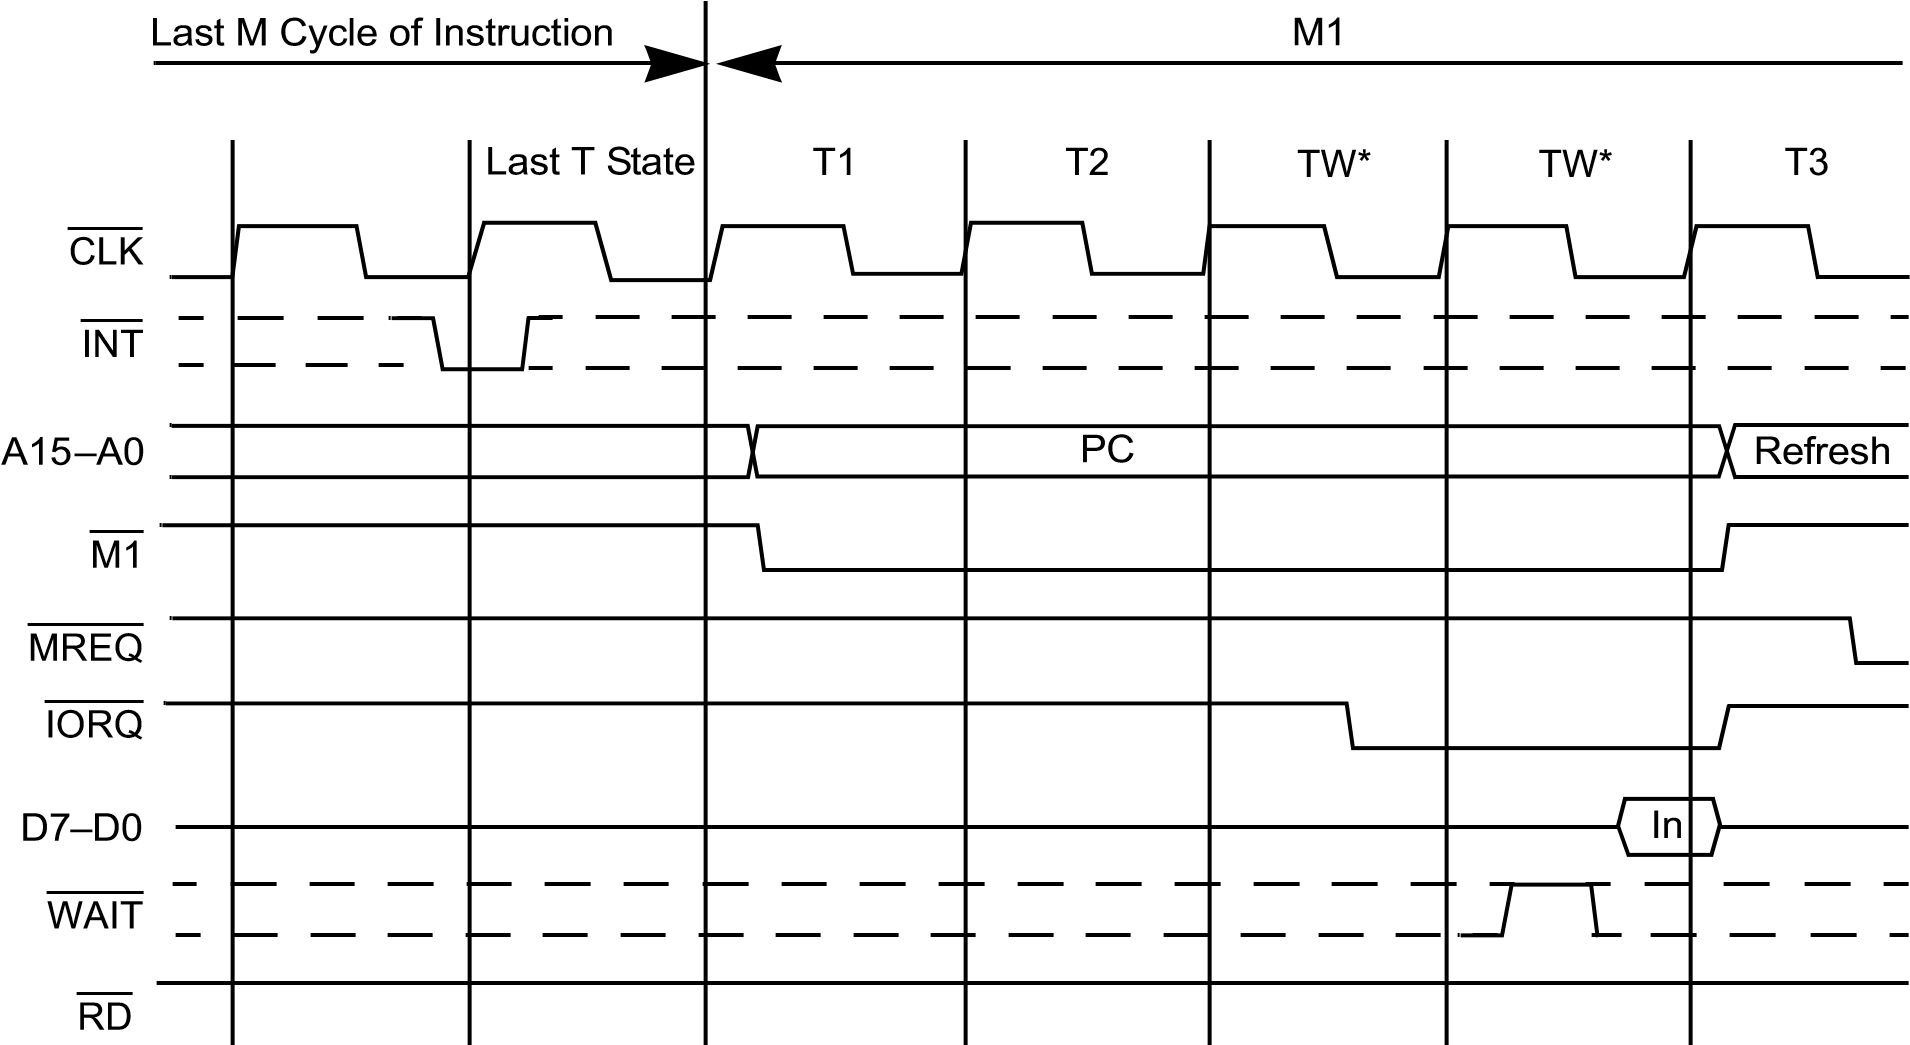 Last M Cycle of Instruction M1
Last T State T1 T2 TW* TW* T3
CLK
INT
A15–A0 PC Refresh
M1
MREQ
IORQ
D7–D0 In
WAIT
RD